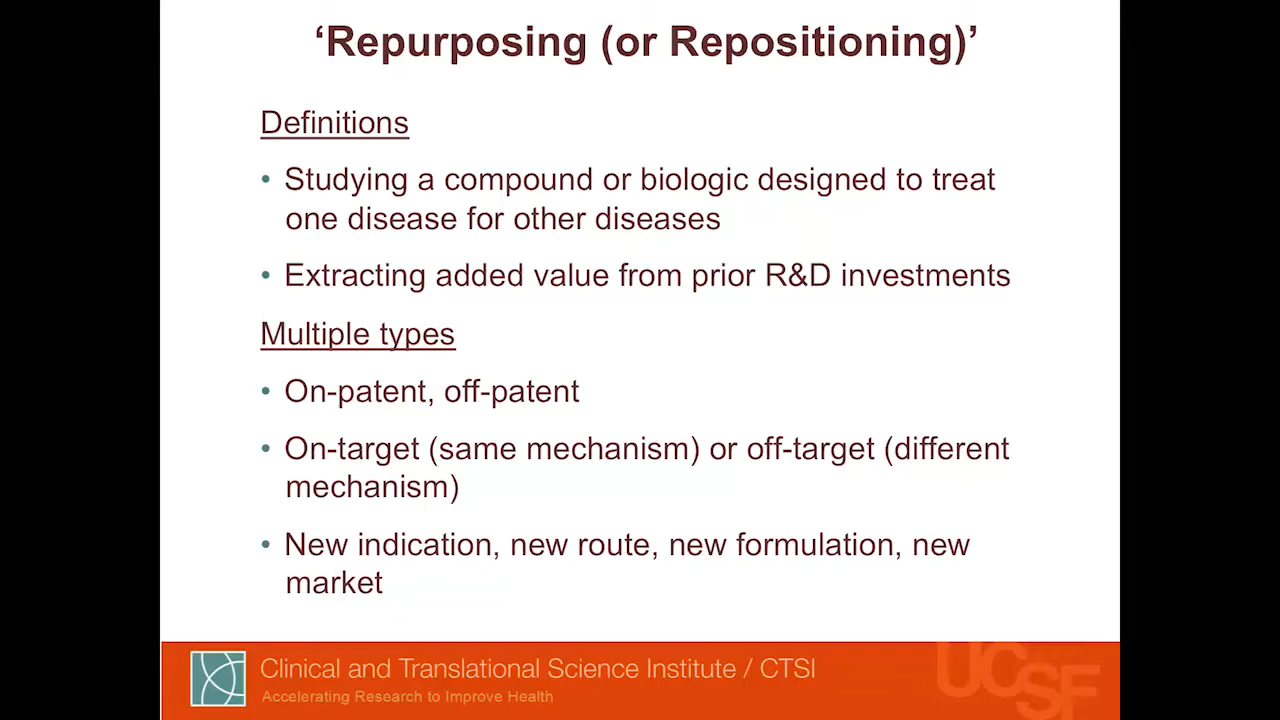 ‘Repurposing (or Repositioning)’
Definitions
• Studying a compound or biologic designed to treat
one disease for other diseases
• Extracting added value from prior R&D investments
Multiple types
• On-patent, off-patent
• On-target (same mechanism) or off-target (different
mechanism)
• New indication, new route, new formulation, new
market
Clinical and Translational Science Institute / CTSI
Accelerating Research to Improve Health
UCSF